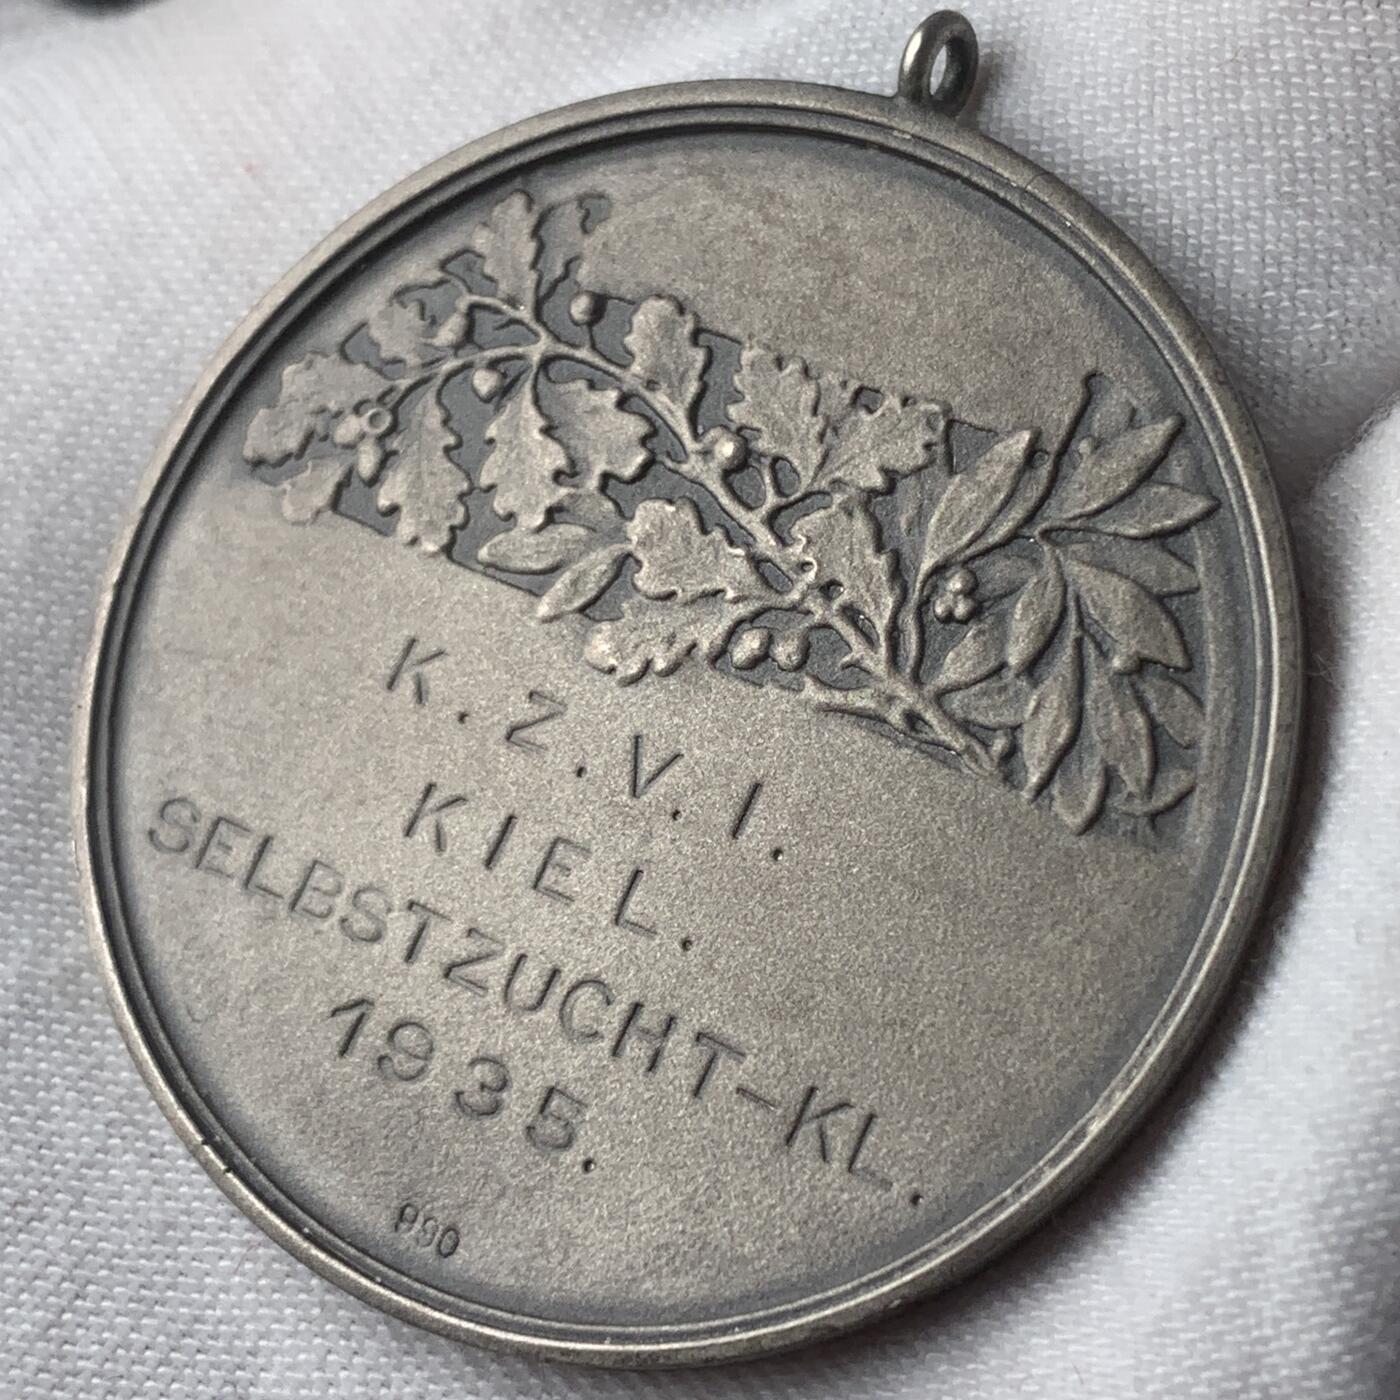 K. Z. V. I.
KIEL.
SELBSTZUCHT-KL.
1935.
990